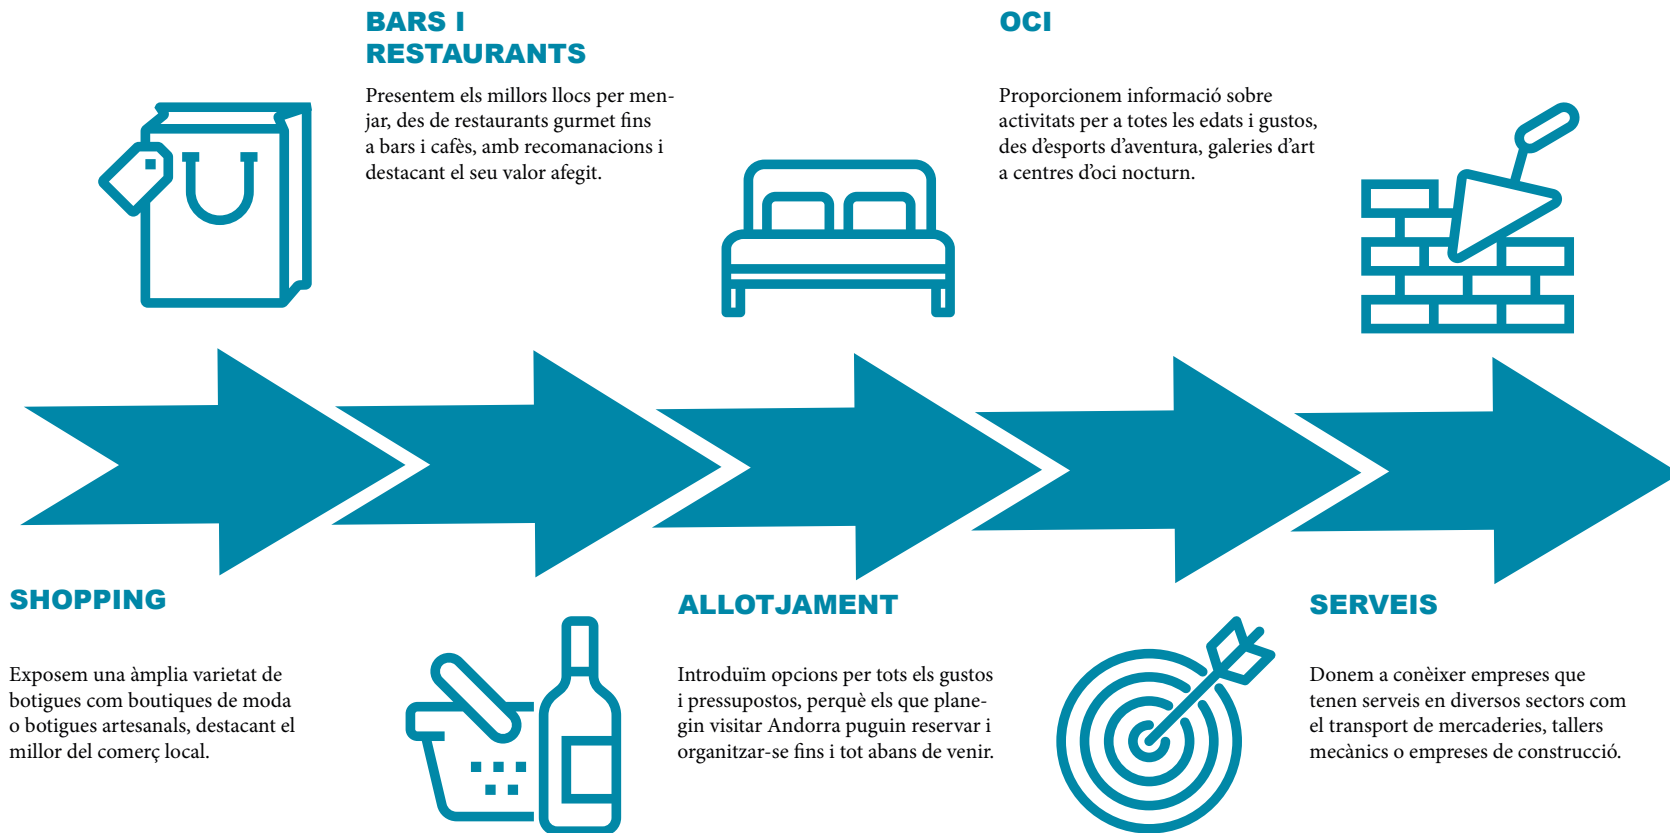 BARS I
RESTAURANTS
Presentem els millors llocs per men-
jar, des de restaurants gurmet fins
a bars i cafès, amb recomanacions i
destacant el seu valor afegit.
OCI
Proporcionem informació sobre
activitats per a totes les edats i gustos,
des d'esports d'aventura, galeries d'art
a centres d'oci nocturn.
SHOPPING
Exposem una àmplia varietat de
botigues com boutiques de moda
o botigues artesanals, destacant el
millor del comerç local.
ALLOTJAMENT
Introduïm opcions per tots els gustos
i pressupostos, perquè els que plane-
gin visitar Andorra puguin reservar i
organitzar-se fins i tot abans de venir.
SERVEIS
Donem a conèixer empreses que
tenen serveis en diversos sectors com
el transport de mercaderies, tallers
mecànics o empreses de construcció.